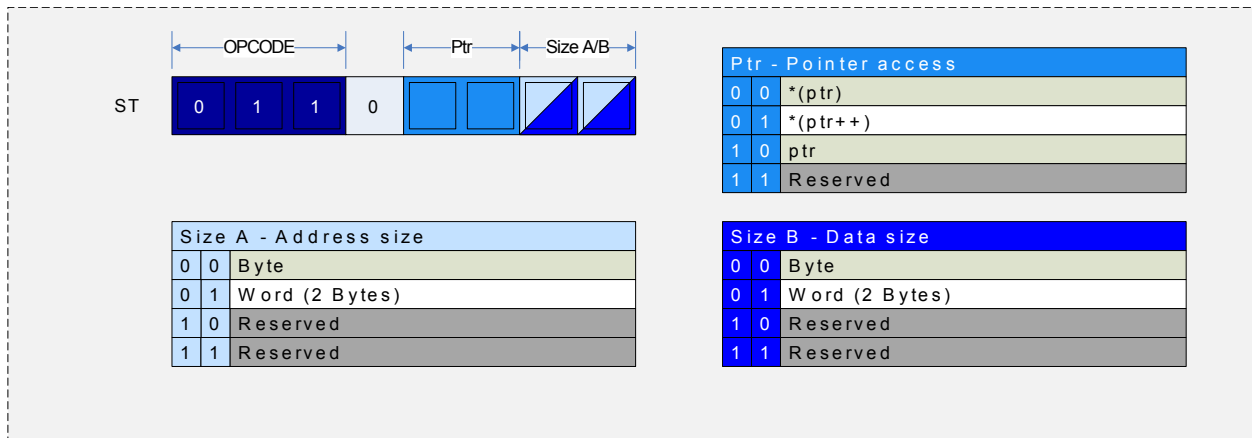 OPCODE Ptr Size A/B
ST 0 1 1 0
Ptr - Pointer access
0 0 *(ptr)
0 1 *(ptr++)
1 0 ptr
1 1 Reserved
Size A - Address size
0 0 Byte
0 1 Word (2 Bytes)
1 0 Reserved
1 1 Reserved
Size B - Data size
0 0 Byte
0 1 Word (2 Bytes)
1 0 Reserved
1 1 Reserved